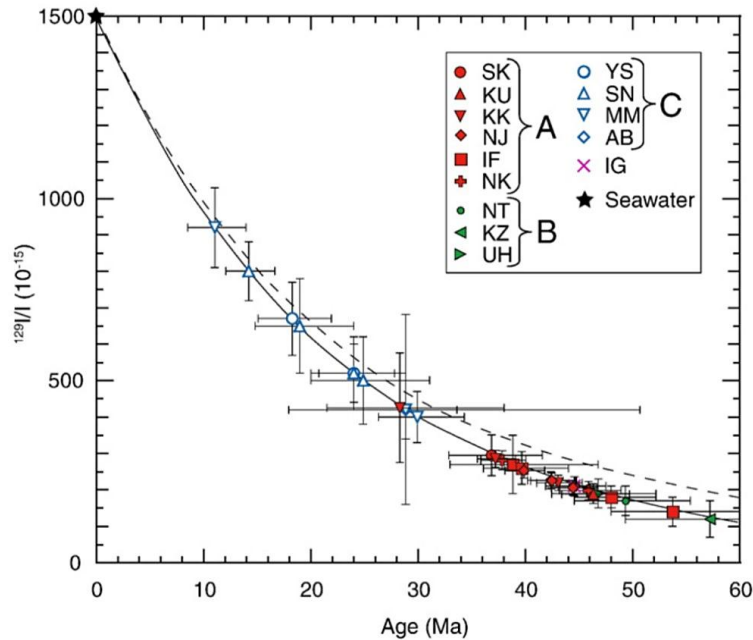 1500
1000
500
0
0 10 20 30 40 50 60
¹²⁹I/I (10⁻¹⁵)
Age (Ma)
SK
KU
KK
NJ
IF
NK
A
NT
KZ
UH
B
YS
SN
MM
AB
C
IG
Seawater